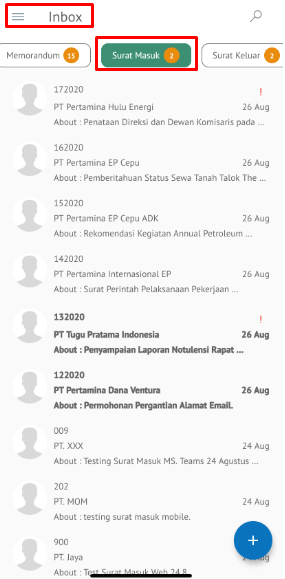 Inbox
Memorandum 15
Surat Masuk 2
Surat Keluar 2
172020 !
PT Pertamina Hulu Energi 26 Aug
About : Penataan Direksi dan Dewan Komisaris pada ...
162020
PT Pertamina EP Cepu 26 Aug
About : Pemberitahuan Status Sewa Tanah Talok The ...
152020
PT Pertamina EP Cepu ADK 26 Aug
About : Rekomendasi Kegiatan Annual Petroleum ...
142020
PT Pertamina Internasional EP 26 Aug
About : Surat Perintah Pelaksanaan Pekerjaan ...
132020 !
PT Tugu Pratama Indonesia 26 Aug
About : Penyampaian Laporan Notulensi Rapat ...
122020
PT Pertamina Dana Ventura 26 Aug
About : Permohonan Pergantian Alamat Email.
009
PT. XXX 24 Aug
About : Testing Surat Masuk MS. Teams 24 Agustus ...
202
PT. MOM 24 Aug
About : testing surat masuk mobile.
900
PT. Jaya
About : Test Surat Masuk Web 24 8